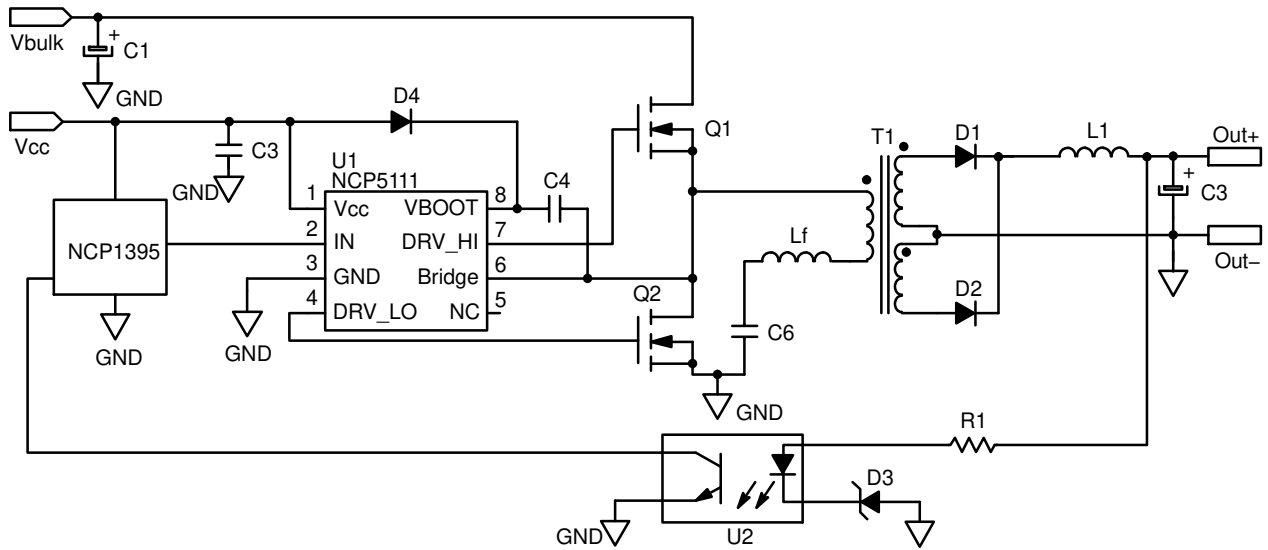 Vbulk
+
C1
GND
Vcc
D4
C3
GND
U1
NCP5111
C4
Q1
T1
D1
L1
Out+
+
C3
Out−
NCP1395
GND
1 Vcc VBOOT 8
2 IN DRV_HI 7
3 GND Bridge 6
4 DRV_LO NC 5
GND
Q2
Lf
C6
D2
GND
R1
D3
U2
GND